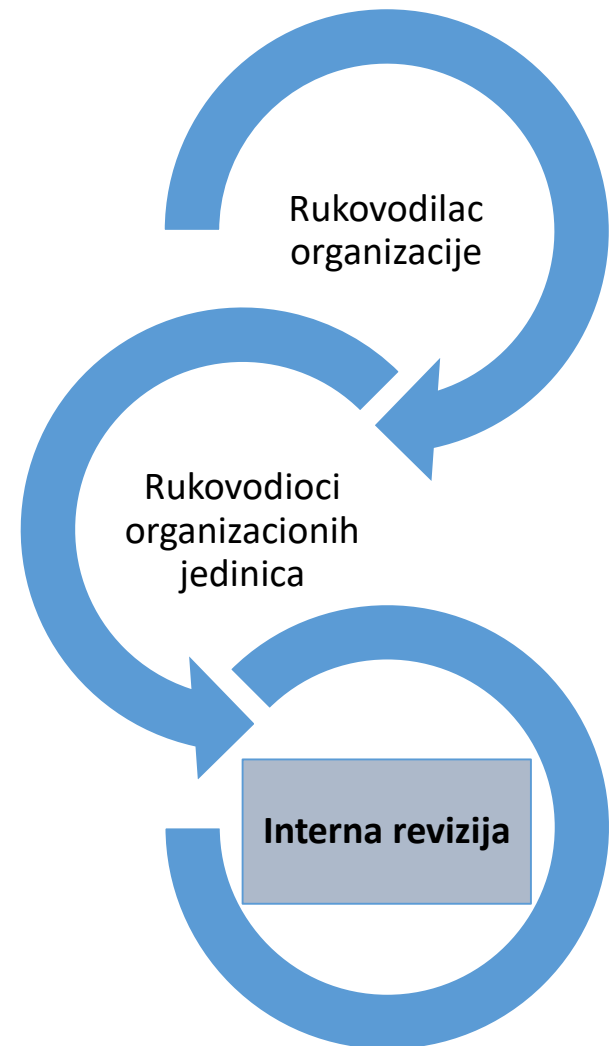 Rukovodilac
organizacije
Rukovodioci
organizacionih
jedinica
Interna revizija